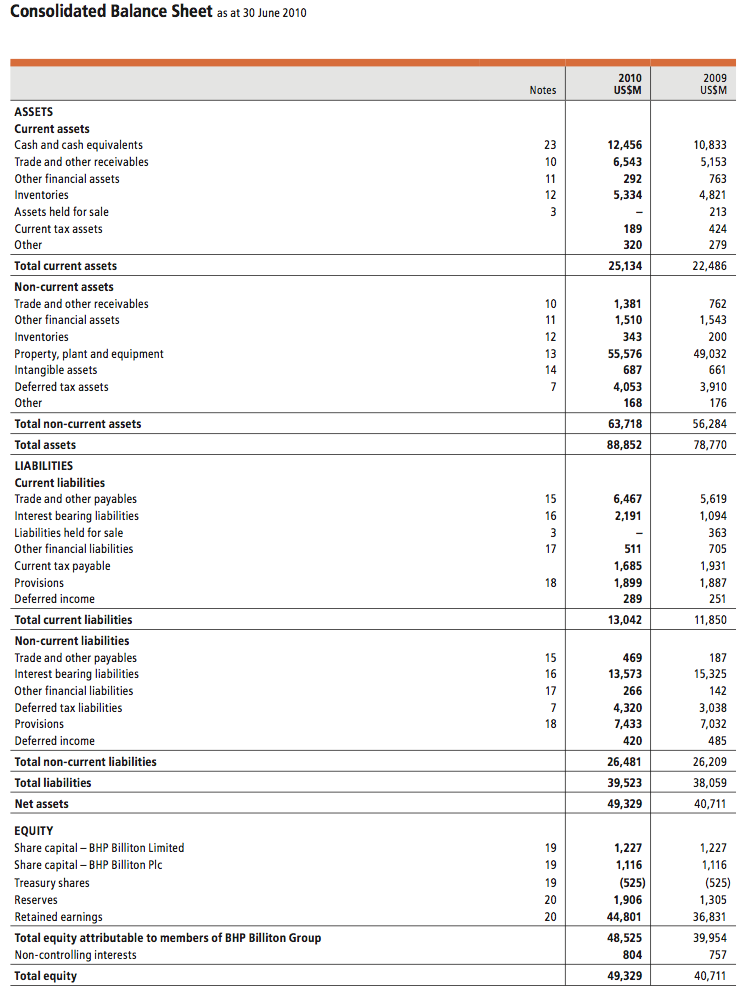 Consolidated Balance Sheet as at 30 June 2010
Notes 2010 US$M 2009 US$M
ASSETS
Current assets
Cash and cash equivalents 23 12,456 10,833
Trade and other receivables 10 6,543 5,153
Other financial assets 11 292 763
Inventories 12 5,334 4,821
Assets held for sale 3 – 213
Current tax assets 189 424
Other 320 279
Total current assets 25,134 22,486
Non-current assets
Trade and other receivables 10 1,381 762
Other financial assets 11 1,510 1,543
Inventories 12 343 200
Property, plant and equipment 13 55,576 49,032
Intangible assets 14 687 661
Deferred tax assets 7 4,053 3,910
Other 168 176
Total non-current assets 63,718 56,284
Total assets 88,852 78,770
LIABILITIES
Current liabilities
Trade and other payables 15 6,467 5,619
Interest bearing liabilities 16 2,191 1,094
Liabilities held for sale 3 – 363
Other financial liabilities 17 511 705
Current tax payable 1,685 1,931
Provisions 18 1,899 1,887
Deferred income 289 251
Total current liabilities 13,042 11,850
Non-current liabilities
Trade and other payables 15 469 187
Interest bearing liabilities 16 13,573 15,325
Other financial liabilities 17 266 142
Deferred tax liabilities 7 4,320 3,038
Provisions 18 7,433 7,032
Deferred income 420 485
Total non-current liabilities 26,481 26,209
Total liabilities 39,523 38,059
Net assets 49,329 40,711
EQUITY
Share capital – BHP Billiton Limited 19 1,227 1,227
Share capital – BHP Billiton Plc 19 1,116 1,116
Treasury shares 19 (525) (525)
Reserves 20 1,906 1,305
Retained earnings 20 44,801 36,831
Total equity attributable to members of BHP Billiton Group 48,525 39,954
Non-controlling interests 804 757
Total equity 49,329 40,711